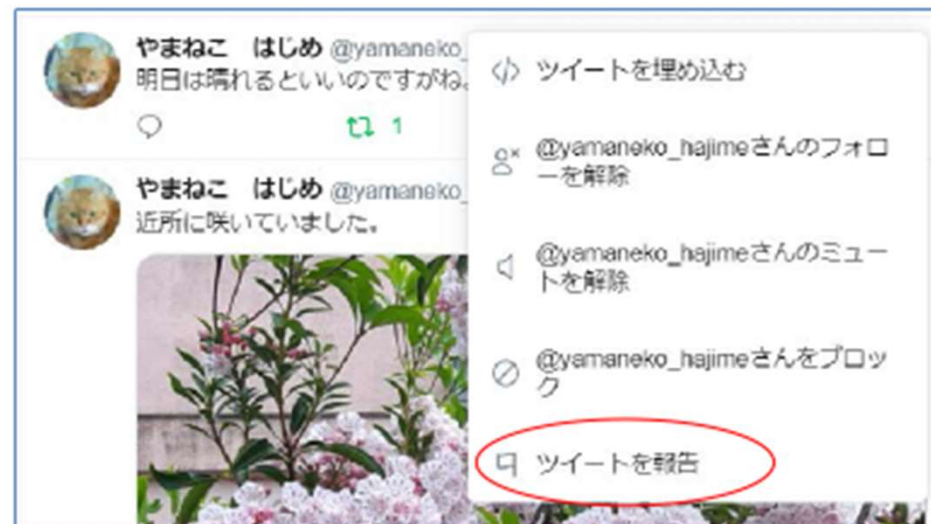 やまねこ　はじめ @yamaneko_
明日は晴れるといいのですがね。
1
やまねこ　はじめ @yamaneko_
近所に咲いていました。
ツイートを埋め込む
@yamaneko_hajimeさんのフォロ
ーを解除
@yamaneko_hajimeさんのミュー
トを解除
@yamaneko_hajimeさんをブロッ
ク
ツイートを報告